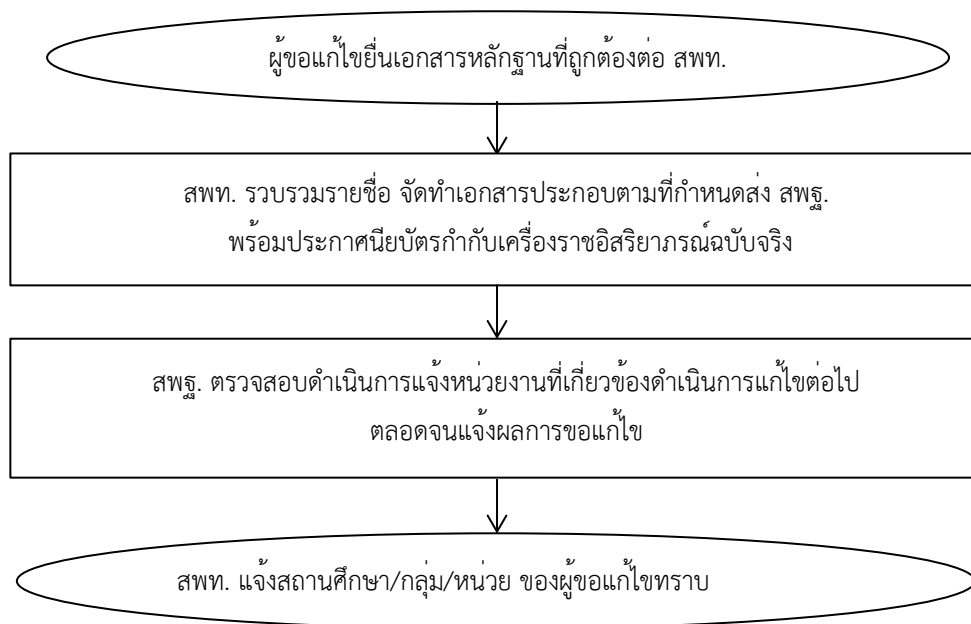 ผู้ขอแก้ไขยื่นเอกสารหลักฐานที่ถูกต้องต่อ สพท.
สพท. รวบรวมรายชื่อ จัดทำเอกสารประกอบตามที่กำหนดส่ง สพฐ.
พร้อมประกาศนียบัตรกำกับเครื่องราชอิสริยาภรณ์ฉบับจริง
สพฐ. ตรวจสอบดำเนินการแจ้งหน่วยงานที่เกี่ยวข้องดำเนินการแก้ไขต่อไป
ตลอดจนแจ้งผลการขอแก้ไข
สพท. แจ้งสถานศึกษา/กลุ่ม/หน่วย ของผู้ขอแก้ไขทราบ